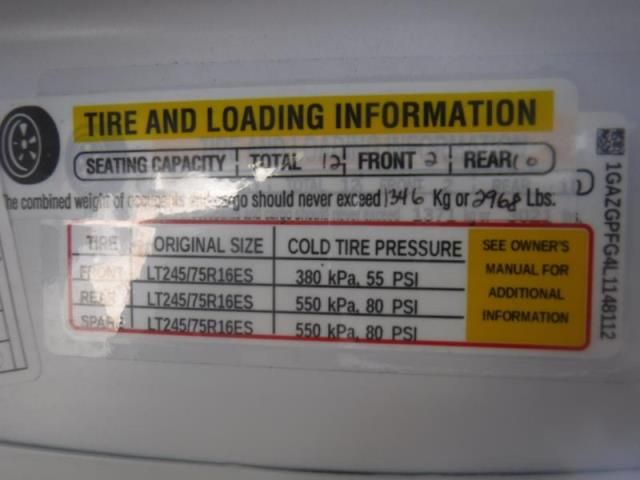 TIRE AND LOADING INFORMATION
SEATING CAPACITY TOTAL 12 FRONT 2 REAR 10
The combined weight of occupants and cargo should never exceed 1346 Kg or 2968 Lbs.
TIRE ORIGINAL SIZE COLD TIRE PRESSURE
FRONT LT245/75R16ES 380 kPa, 55 PSI
REAR LT245/75R16ES 550 kPa, 80 PSI
SPARE LT245/75R16ES 550 kPa, 80 PSI
SEE OWNER'S
MANUAL FOR
ADDITIONAL
INFORMATION
1GAZGPFG4L1148112